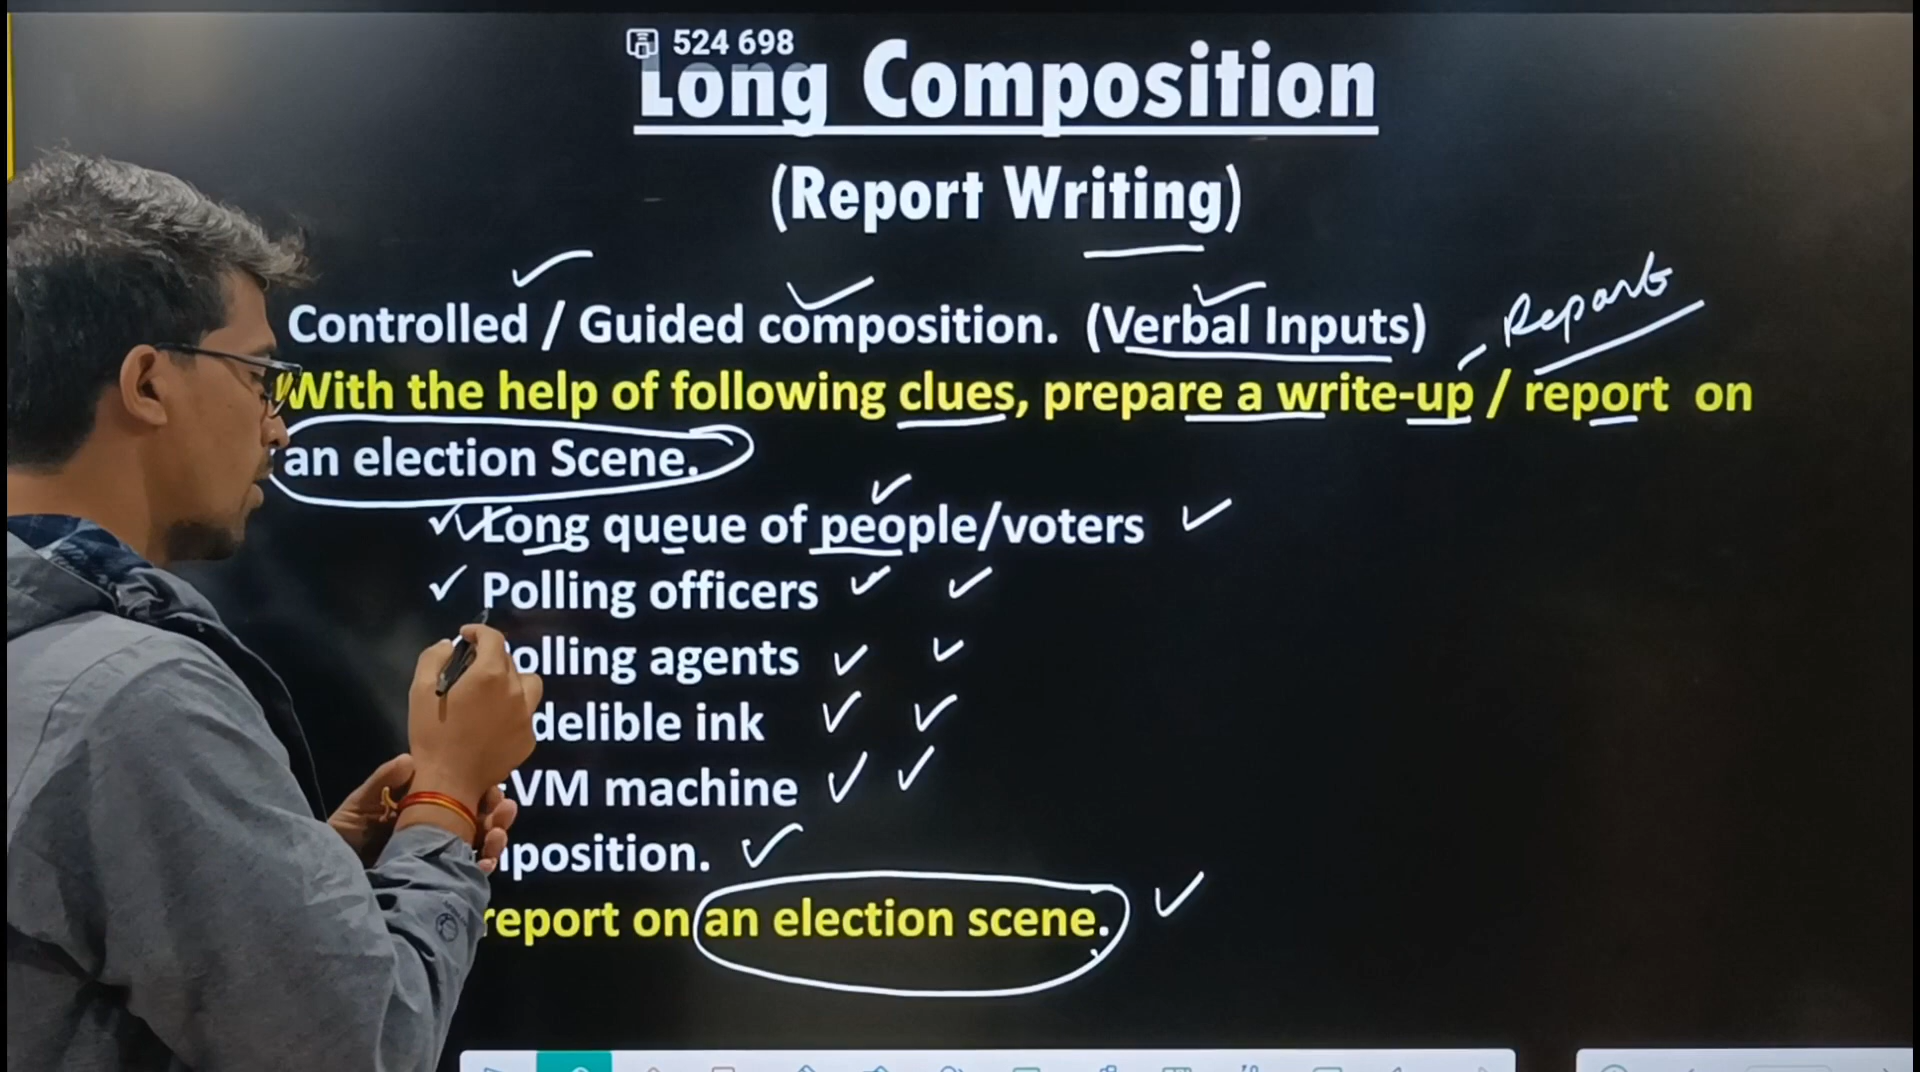 524 698
Long Composition
(Report Writing)
Report
Controlled / Guided composition. (Verbal Inputs)
With the help of following clues, prepare a write-up / report on
an election Scene.
Long queue of people/voters
Polling officers
olling agents
delible ink
VM machine
position.
report on an election scene.